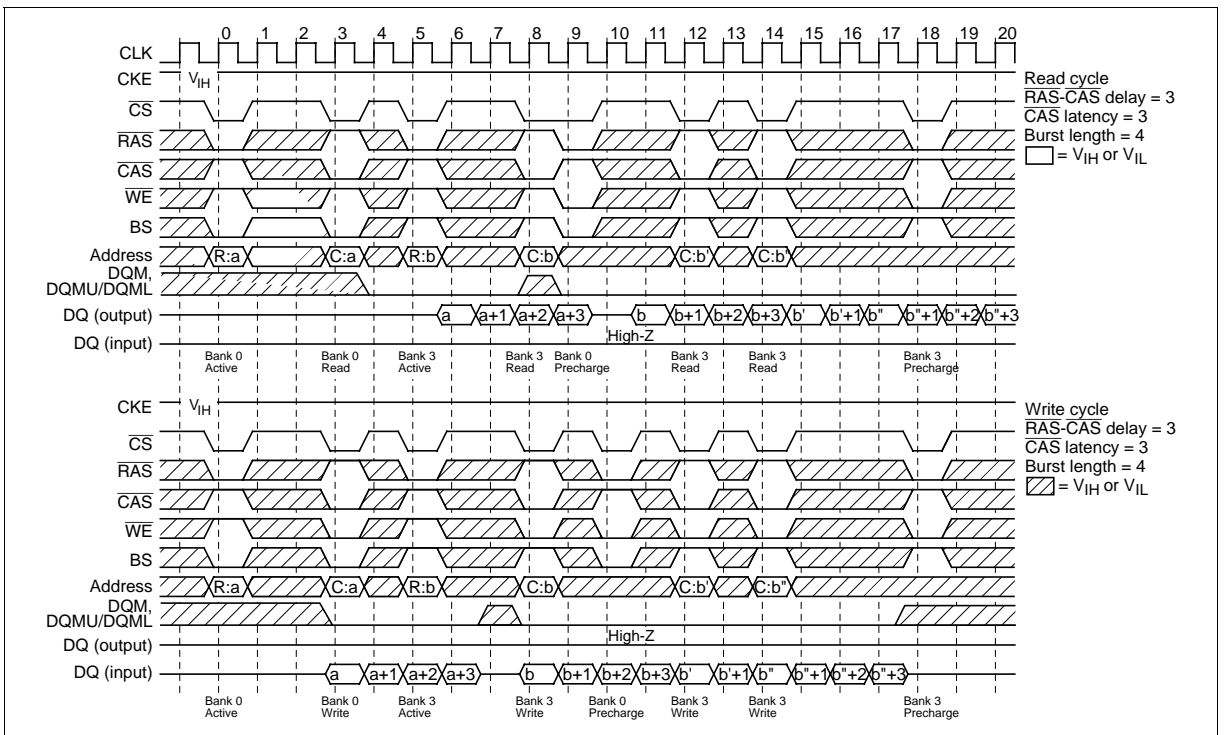 0 1 2 3 4 5 6 7 8 9 10 11 12 13 14 15 16 17 18 19 20
CLK
CKE VIH
CS
RAS
CAS
WE
BS
Address R:a C:a R:b C:b C:b' C:b"
DQM,
DQMU/DQML
DQ (output) a a+1 a+2 a+3 b b+1 b+2 b+3 b' b'+1 b" b"+1 b"+2 b"+3
High-Z
DQ (input)
Bank 0 Bank 0 Bank 3 Bank 3 Bank 0 Bank 3 Bank 3 Bank 3
Active Read Active Read Precharge Read Read Precharge
Read cycle
RAS-CAS delay = 3
CAS latency = 3
Burst length = 4
= VIH or VIL
CKE VIH
CS
RAS
CAS
WE
BS
Address R:a C:a R:b C:b C:b' C:b"
DQM,
DQMU/DQML
High-Z
DQ (output)
DQ (input) a a+1 a+2 a+3 b b+1 b+2 b+3 b' b'+1 b" b"+1 b"+2 b"+3
Bank 0 Bank 0 Bank 3 Bank 3 Bank 0 Bank 3 Bank 3 Bank 3
Active Write Active Write Precharge Write Write Precharge
Write cycle
RAS-CAS delay = 3
CAS latency = 3
Burst length = 4
= VIH or VIL